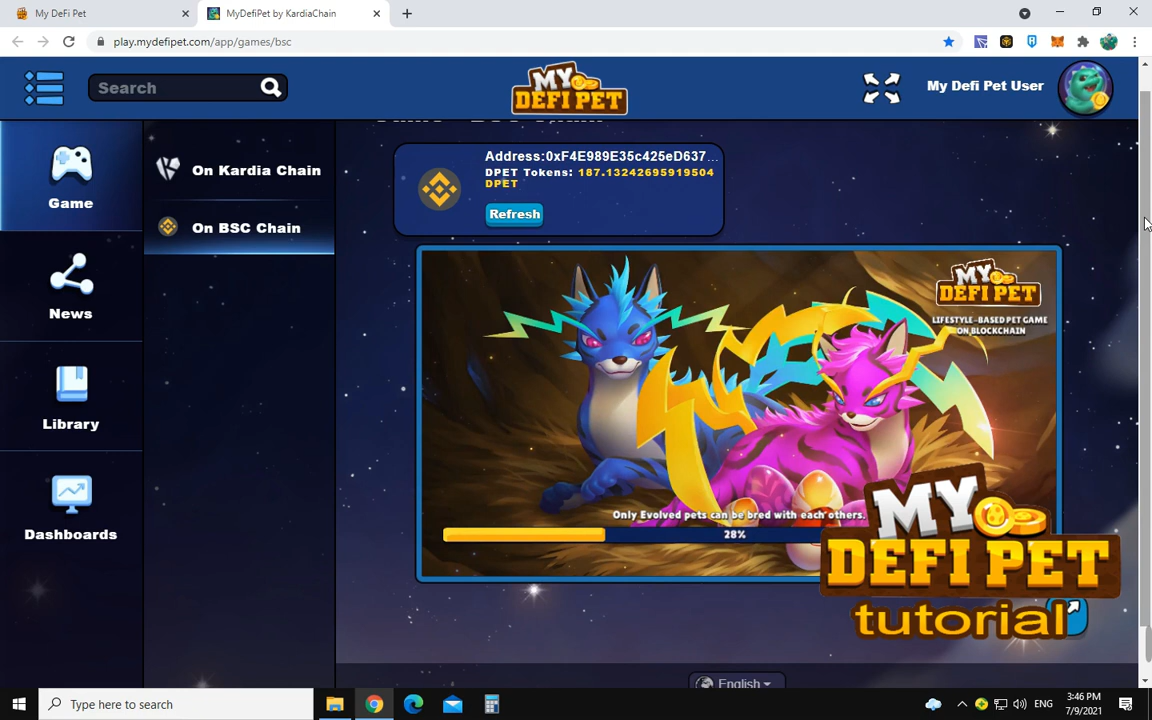 My DeFi Pet
MyDefiPet by KardiaChain
play.mydefipet.com/app/games/bsc
Search
MY DEFI PET
My Defi Pet User
Game
News
Library
Dashboards
On Kardia Chain
On BSC Chain
Address:0xF4E989E35c425eD637...
DPET Tokens: 187.13242695919504
DPET
Refresh
MY
DEFI PET
LIFESTYLE-BASED PET GAME
ON BLOCKCHAIN
Only Evolved pets can be bred with each others.
28%
MY
DEFI PET
tutorial
English
Type here to search
ENG
3:46 PM
7/9/2021